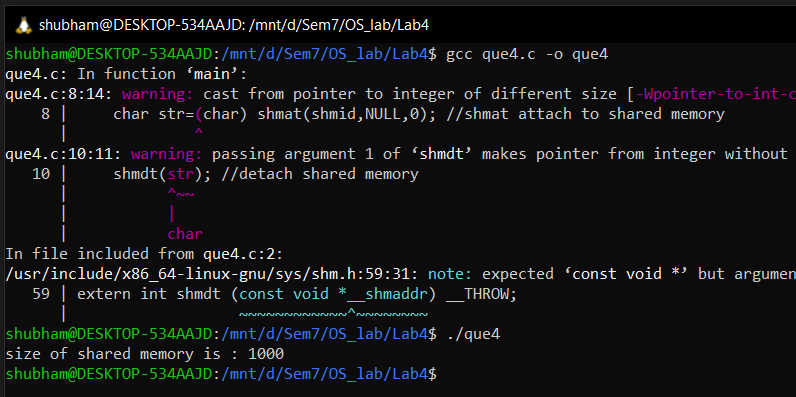 shubham@DESKTOP-534AAJD: /mnt/d/Sem7/OS_lab/Lab4
shubham@DESKTOP-534AAJD:/mnt/d/Sem7/OS_lab/Lab4$ gcc que4.c -o que4
que4.c: In function ‘main’:
que4.c:8:14: warning: cast from pointer to integer of different size [-Wpointer-to-int-c
    8 |     char str=(char) shmat(shmid,NULL,0); //shmat attach to shared memory
      |              ^
que4.c:10:11: warning: passing argument 1 of ‘shmdt’ makes pointer from integer without
   10 |     shmdt(str); //detach shared memory
      |           ^~~
      |           |
      |           char
In file included from que4.c:2:
/usr/include/x86_64-linux-gnu/sys/shm.h:59:31: note: expected ‘const void *’ but argumen
   59 | extern int shmdt (const void *__shmaddr) __THROW;
      |                   ~~~~~~~~~~~~^~~~~~~~~
shubham@DESKTOP-534AAJD:/mnt/d/Sem7/OS_lab/Lab4$ ./que4
size of shared memory is : 1000
shubham@DESKTOP-534AAJD:/mnt/d/Sem7/OS_lab/Lab4$